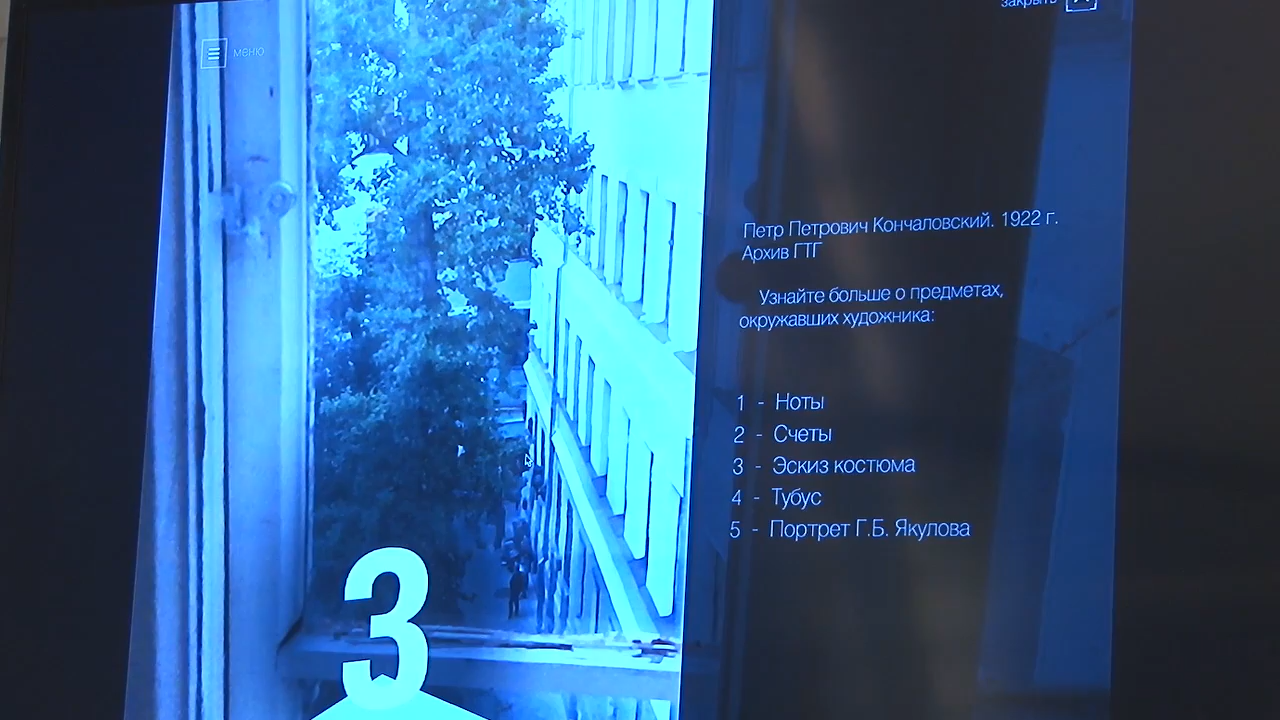 закрыть
меню
Петр Петрович Кончаловский. 1922 г.
Архив ГТГ
Узнайте больше о предметах,
окружавших художника:
1 - Ноты
2 - Счеты
3 - Эскиз костюма
4 - Тубус
5 - Портрет Г.Б. Якулова
3